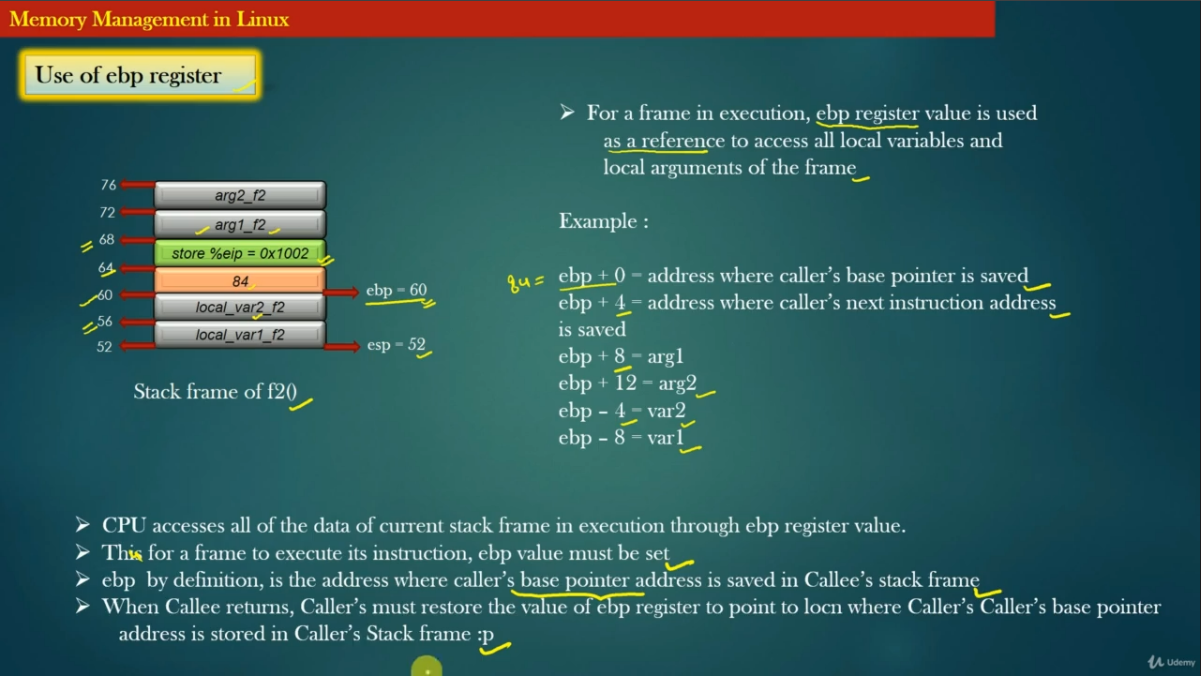 Memory Management in Linux
Use of ebp register
➢ For a frame in execution, ebp register value is used
as a reference to access all local variables and
local arguments of the frame
76
arg2_f2
72
arg1_f2
68
store %eip = 0x1002
64
84
60
ebp = 60
local_var2_f2
56
local_var1_f2
52
esp = 52
Stack frame of f2()
Example :
84 = ebp + 0 = address where caller's base pointer is saved
ebp + 4 = address where caller's next instruction address
is saved
ebp + 8 = arg1
ebp + 12 = arg2
ebp – 4 = var2
ebp – 8 = var1
➢ CPU accesses all of the data of current stack frame in execution through ebp register value.
➢ This for a frame to execute its instruction, ebp value must be set
➢ ebp by definition, is the address where caller's base pointer address is saved in Callee's stack frame
➢ When Callee returns, Caller's must restore the value of ebp register to point to locn where Caller's Caller's base pointer
address is stored in Caller's Stack frame :p
Udemy